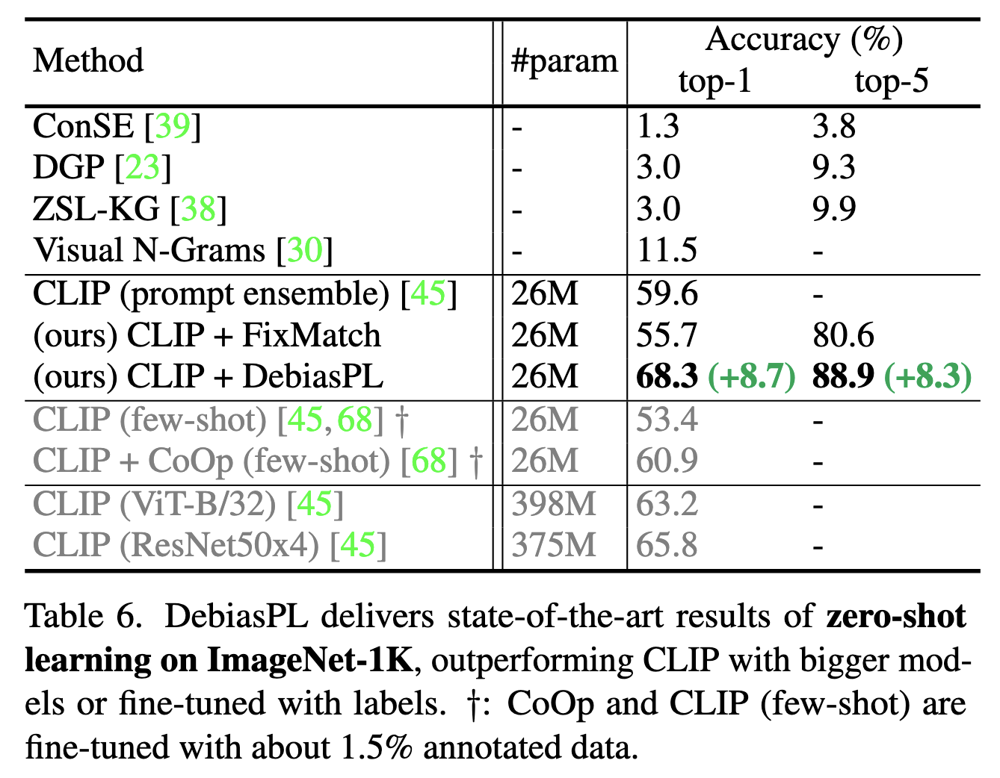 Method #param Accuracy (%)
top-1 top-5
ConSE [39] - 1.3 3.8
DGP [23] - 3.0 9.3
ZSL-KG [38] - 3.0 9.9
Visual N-Grams [30] - 11.5 -
CLIP (prompt ensemble) [45] 26M 59.6 -
(ours) CLIP + FixMatch 26M 55.7 80.6
(ours) CLIP + DebiasPL 26M 68.3 (+8.7) 88.9 (+8.3)
CLIP (few-shot) [45, 68] † 26M 53.4 -
CLIP + CoOp (few-shot) [68] † 26M 60.9 -
CLIP (ViT-B/32) [45] 398M 63.2 -
CLIP (ResNet50x4) [45] 375M 65.8 -
Table 6. DebiasPL delivers state-of-the-art results of zero-shot
learning on ImageNet-1K, outperforming CLIP with bigger mod-
els or fine-tuned with labels. †: CoOp and CLIP (few-shot) are
fine-tuned with about 1.5% annotated data.